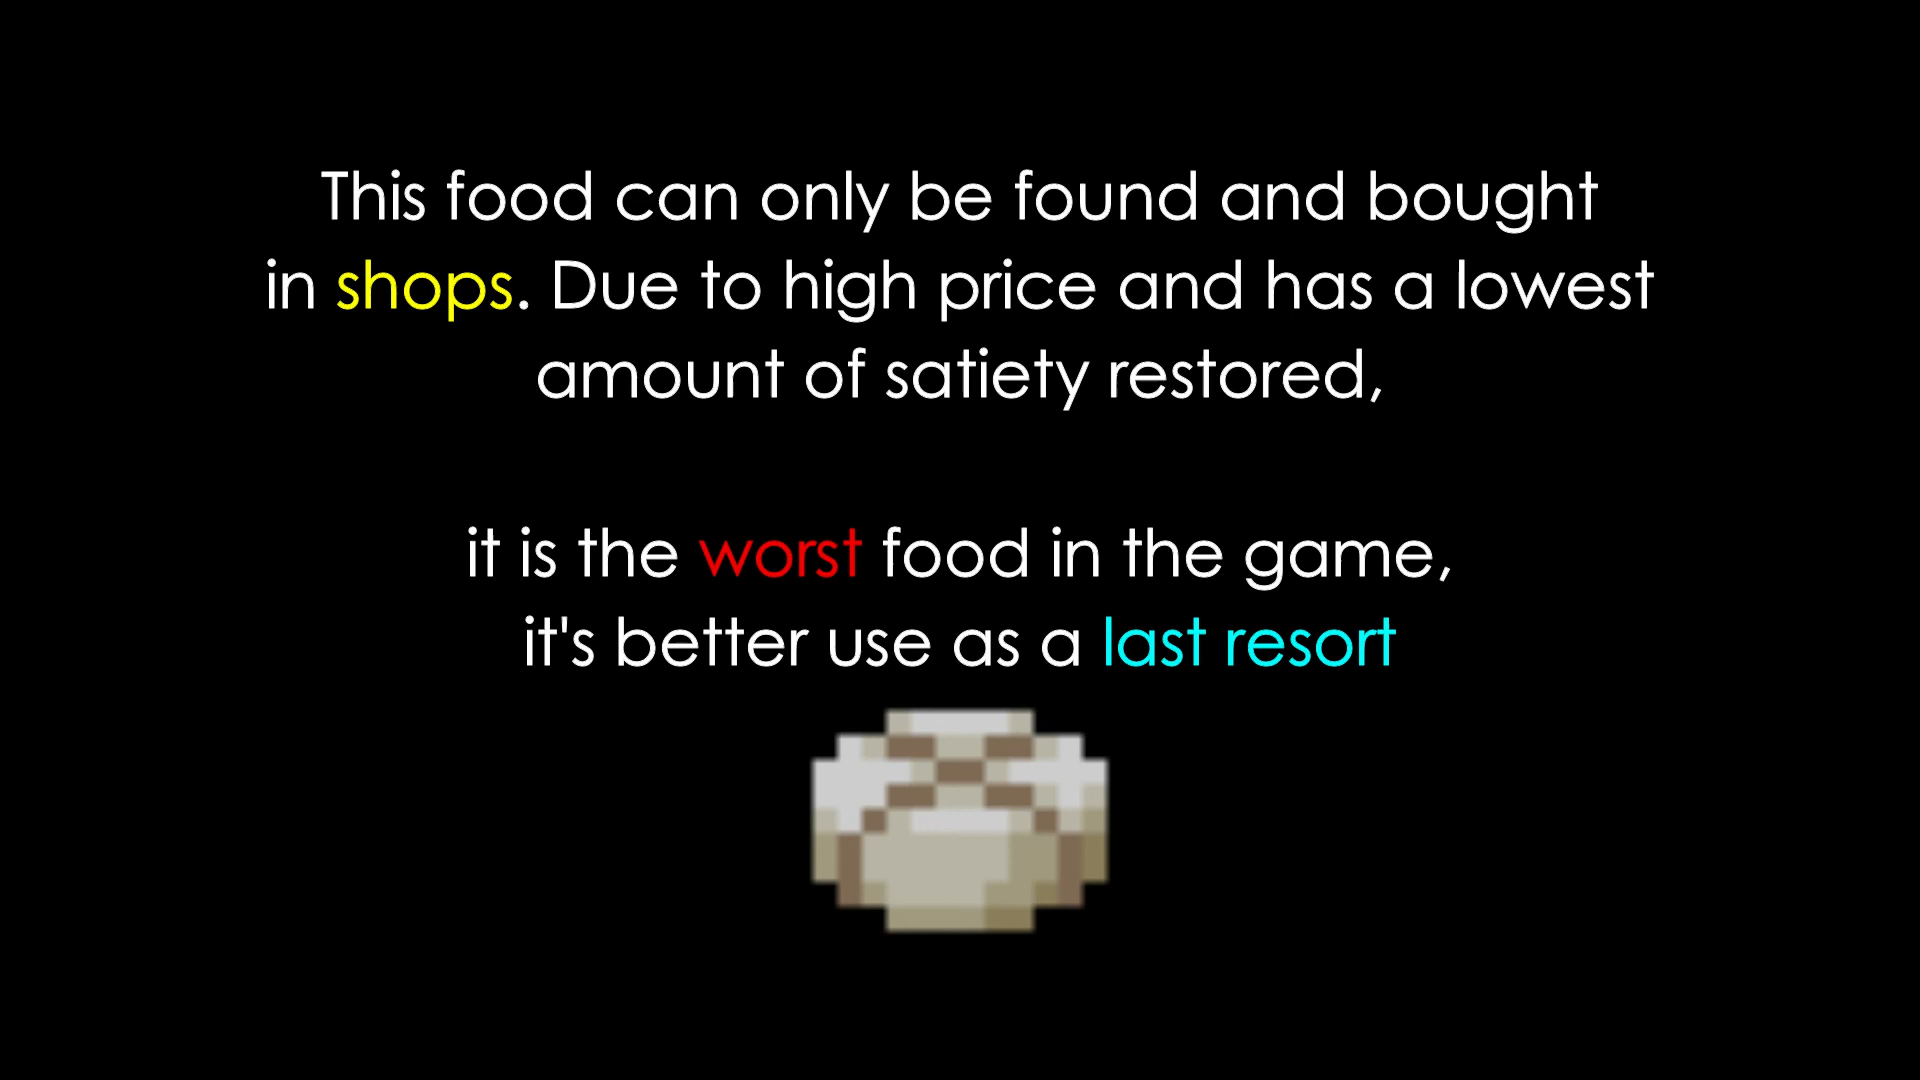 This food can only be found and bought
in shops. Due to high price and has a lowest
amount of satiety restored,
it is the worst food in the game,
it's better use as a last resort